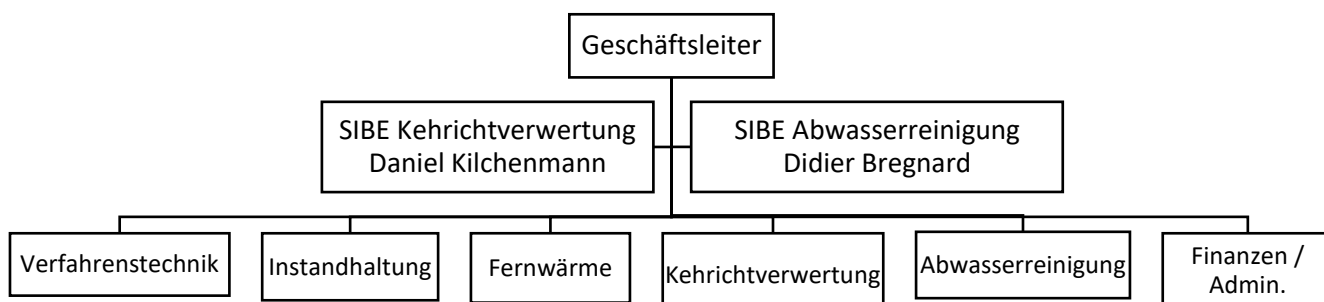 Geschäftsleiter
SIBE Kehrichtverwertung
Daniel Kilchenmann
SIBE Abwasserreinigung
Didier Bregnard
Verfahrenstechnik
Instandhaltung
Fernwärme
Kehrichtverwertung
Abwasserreinigung
Finanzen /
Admin.